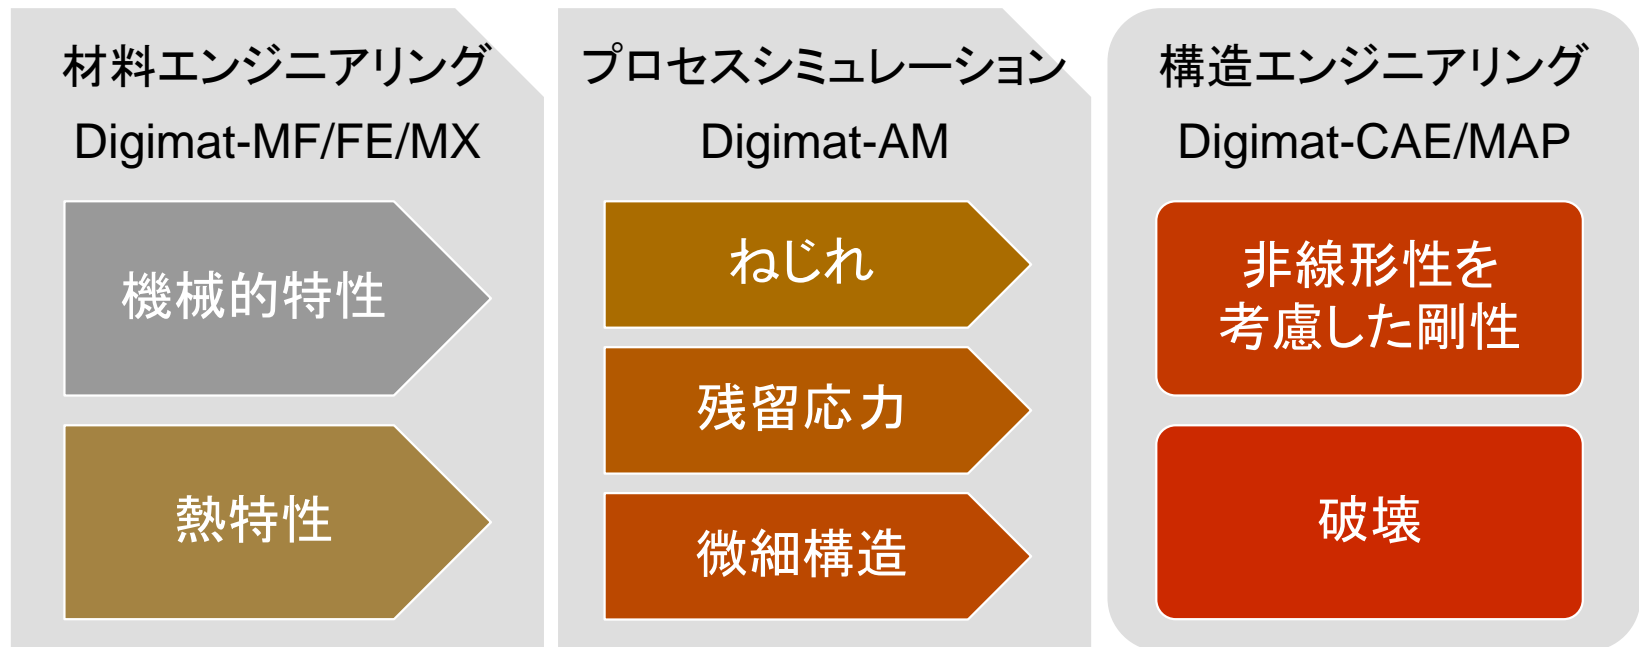 材料エンジニアリング
Digimat-MF/FE/MX
機械的特性
熱特性
プロセスシミュレーション
Digimat-AM
ねじれ
残留応力
微細構造
構造エンジニアリング
Digimat-CAE/MAP
非線形性を
考慮した剛性
破壊